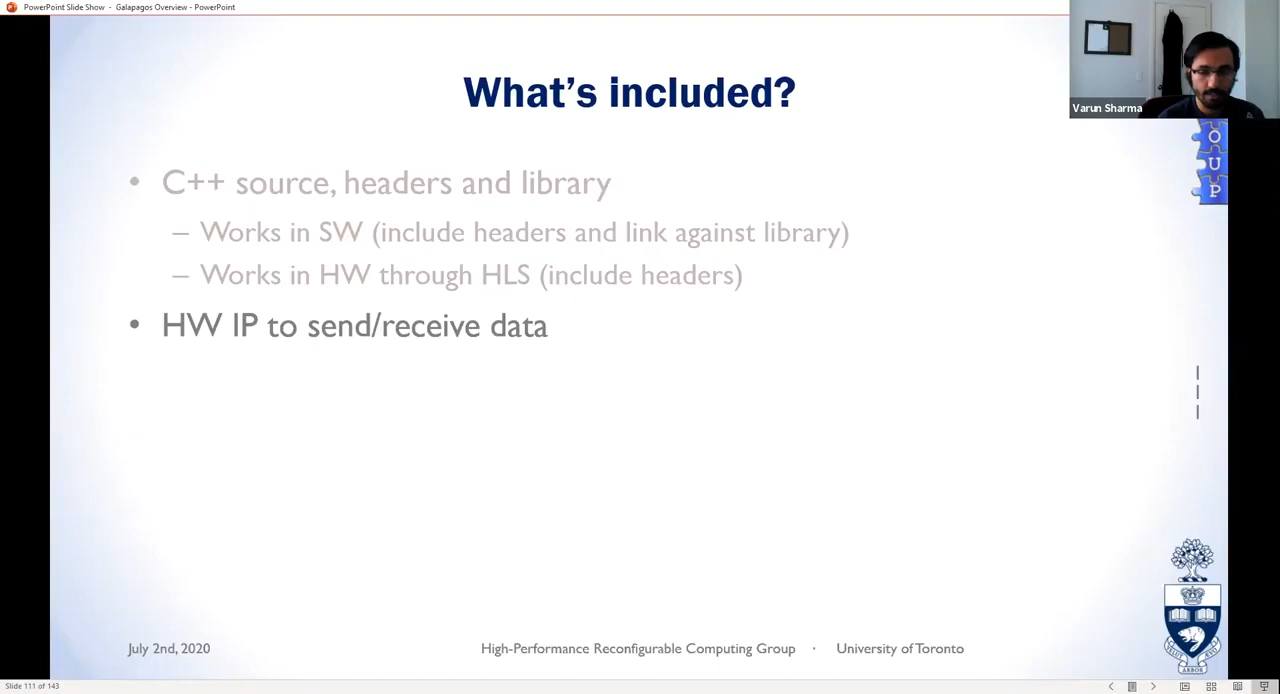 PowerPoint Slide Show - Galapagos Overview - PowerPoint
What's included?
Varun Sharma
O
U
P
• C++ source, headers and library
– Works in SW (include headers and link against library)
– Works in HW through HLS (include headers)
• HW IP to send/receive data
July 2nd, 2020
High-Performance Reconfigurable Computing Group · University of Toronto
Slide 111 of 143